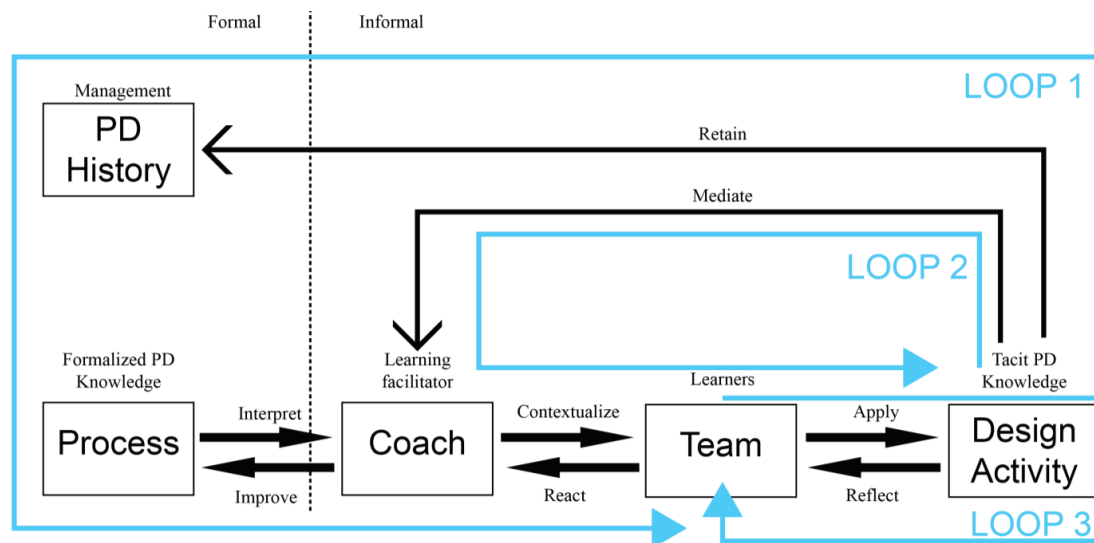 Formal
Informal
LOOP 1
Management
PD
History
Retain
Mediate
LOOP 2
Formalized PD
Knowledge
Learning
facilitator
Learners
Tacit PD
Knowledge
Process
Interpret
Improve
Coach
Contextualize
React
Team
Apply
Reflect
Design
Activity
LOOP 3